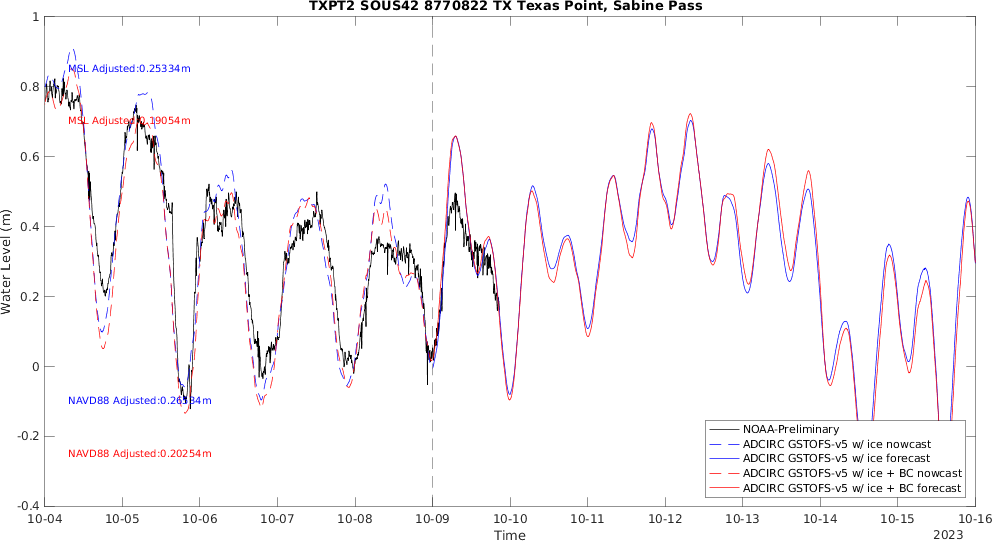 TXPT2 SOUS42 8770822 TX Texas Point, Sabine Pass
Water Level (m)
1
0.8
0.6
0.4
0.2
0
-0.2
-0.4
MSL Adjusted:0.25334m
MSL Adjusted:0.19054m
NAVD88 Adjusted:0.26534m
NAVD88 Adjusted:0.20254m
NOAA-Preliminary
ADCIRC GSTOFS-v5 w/ ice nowcast
ADCIRC GSTOFS-v5 w/ ice forecast
ADCIRC GSTOFS-v5 w/ ice + BC nowcast
ADCIRC GSTOFS-v5 w/ ice + BC forecast
10-04 10-05 10-06 10-07 10-08 10-09 10-10 10-11 10-12 10-13 10-14 10-15 10-16
Time
2023